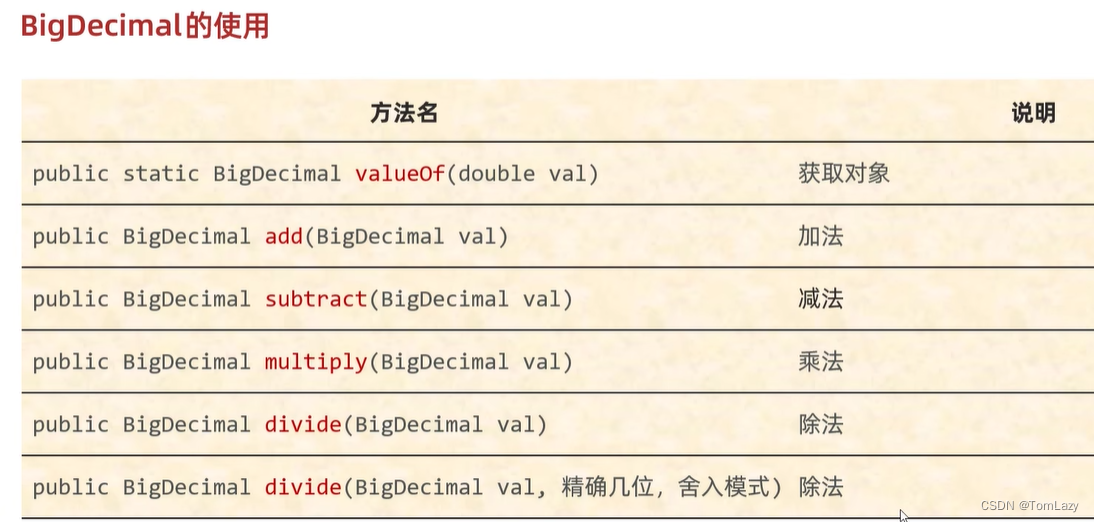 BigDecimal的使用
方法名 说明
public static BigDecimal valueOf(double val) 获取对象
public BigDecimal add(BigDecimal val) 加法
public BigDecimal subtract(BigDecimal val) 减法
public BigDecimal multiply(BigDecimal val) 乘法
public BigDecimal divide(BigDecimal val) 除法
public BigDecimal divide(BigDecimal val, 精确几位, 舍入模式) 除法
CSDN @TomLazy